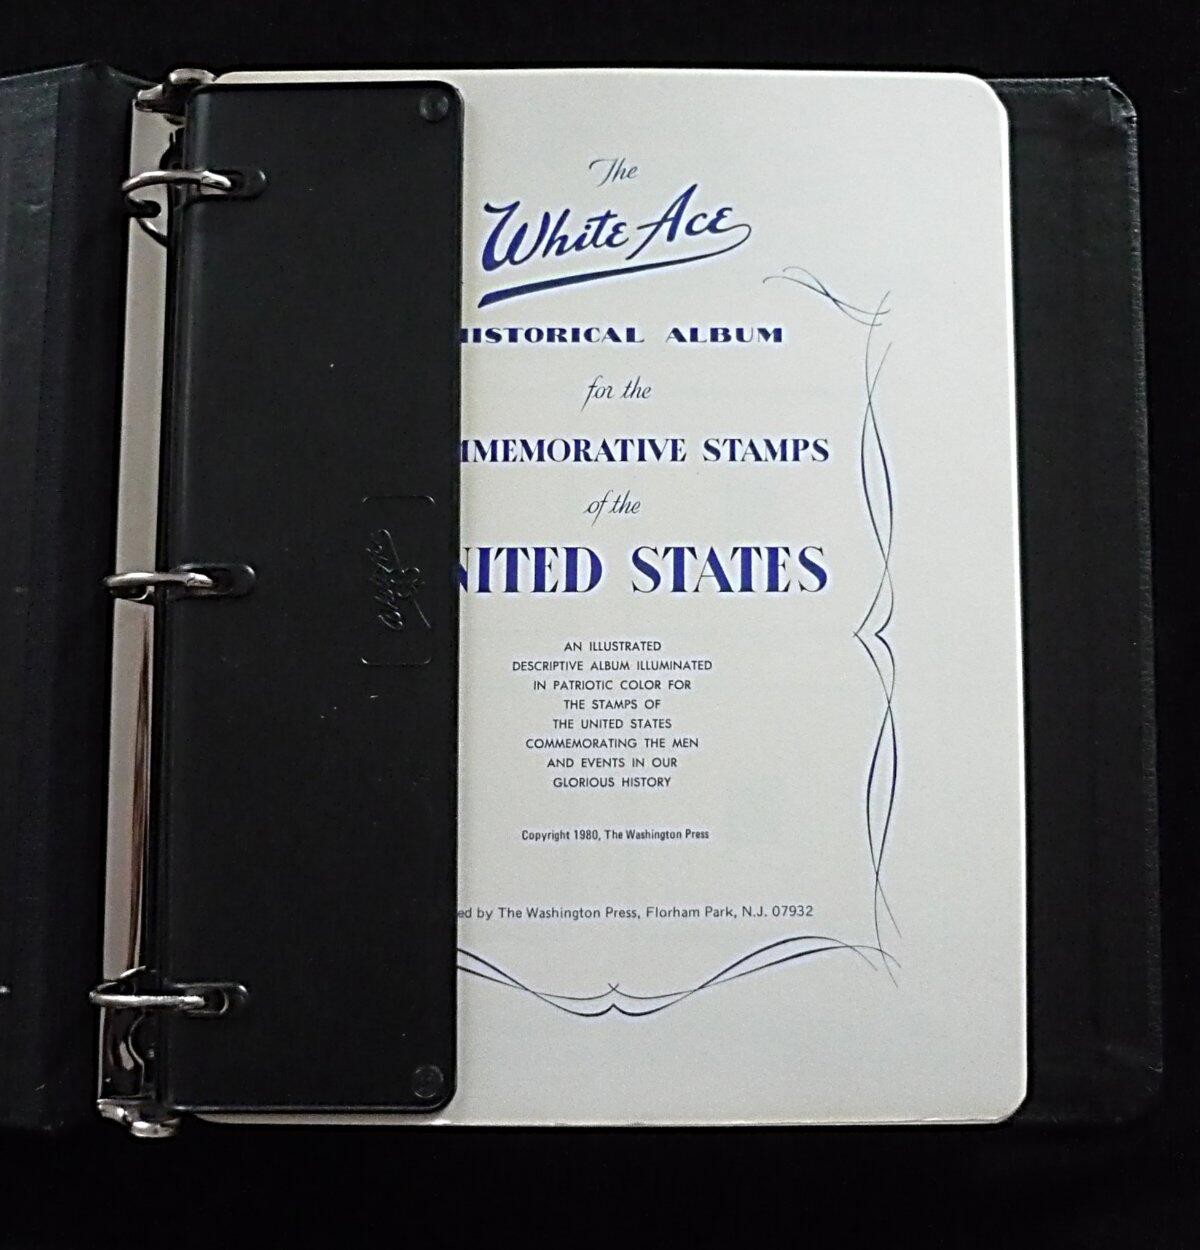 The
White Ace
HISTORICAL ALBUM
for the
MMEMORATIVE STAMPS
of the
NITED STATES
AN ILLUSTRATED
DESCRIPTIVE ALBUM ILLUMINATED
IN PATRIOTIC COLOR FOR
THE STAMPS OF
THE UNITED STATES
COMMEMORATING THE MEN
AND EVENTS IN OUR
GLORIOUS HISTORY
Copyright 1980, The Washington Press
ed by The Washington Press, Florham Park, N.J. 07932